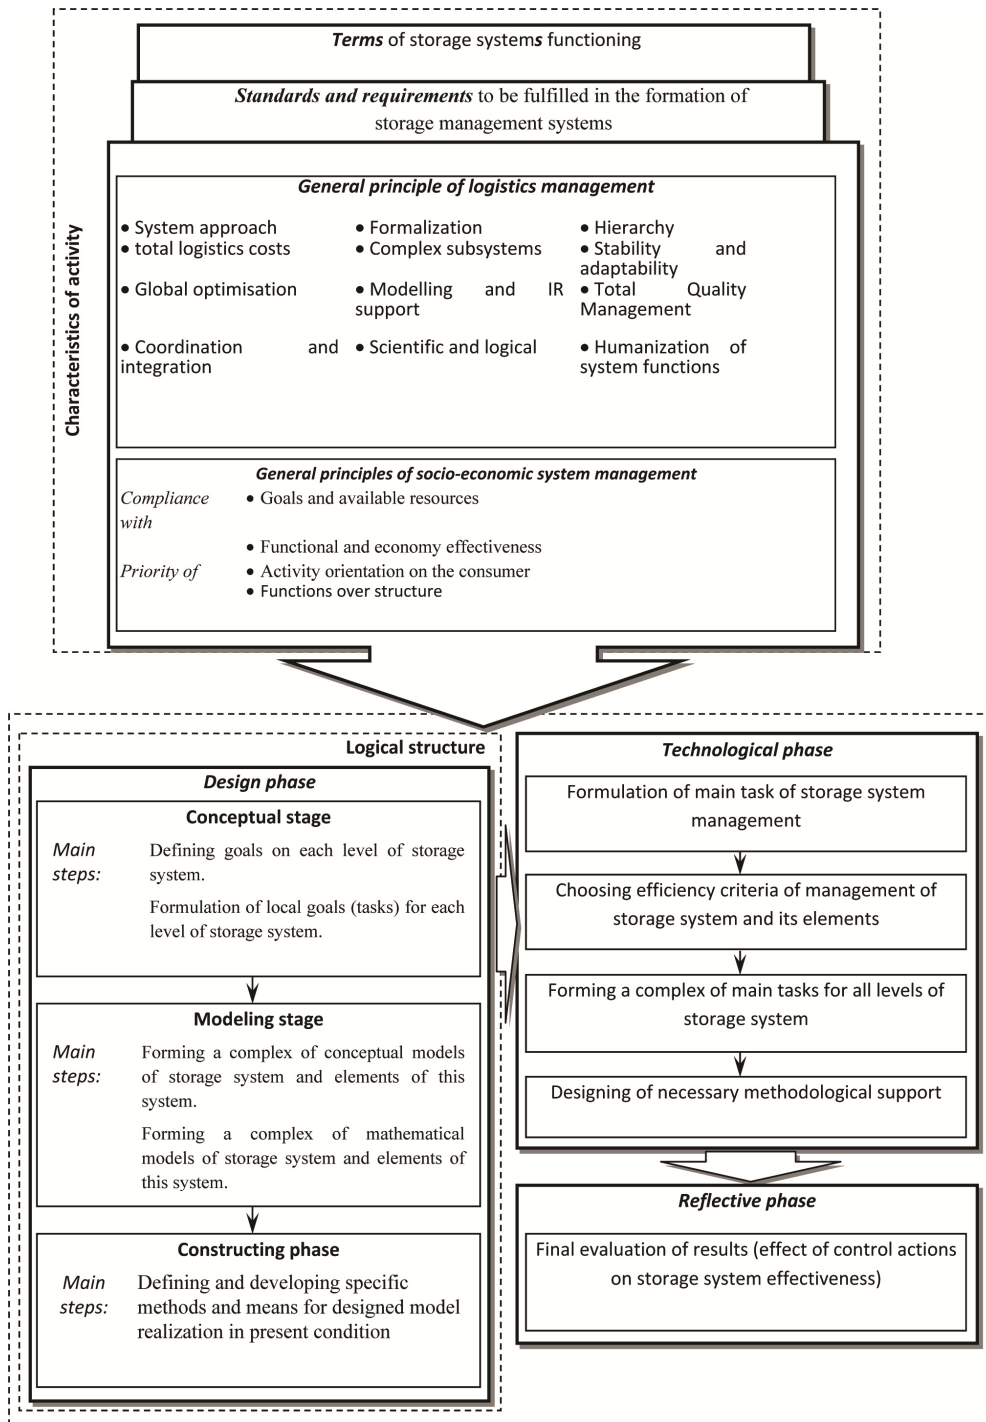 Terms of storage systems functioning
Standards and requirements to be fulfilled in the formation of
storage management systems
Characteristics of activity
General principle of logistics management
• System approach
• total logistics costs
• Global optimisation
• Coordination and
integration
• Formalization
• Complex subsystems
• Modelling and IR
support
• Scientific and logical
• Hierarchy
• Stability and
adaptability
• Total Quality
Management
• Humanization of
system functions
General principles of socio-economic system management
Compliance
with
• Goals and available resources
• Functional and economy effectiveness
Priority of
• Activity orientation on the consumer
• Functions over structure
Logical structure
Design phase
Conceptual stage
Main
steps:
Defining goals on each level of storage
system.
Formulation of local goals (tasks) for each
level of storage system.
Modeling stage
Main
steps:
Forming a complex of conceptual models
of storage system and elements of this
system.
Forming a complex of mathematical
models of storage system and elements of
this system.
Constructing phase
Main
steps:
Defining and developing specific
methods and means for designed model
realization in present condition
Technological phase
Formulation of main task of storage system
management
Choosing efficiency criteria of management of
storage system and its elements
Forming a complex of main tasks for all levels of
storage system
Designing of necessary methodological support
Reflective phase
Final evaluation of results (effect of control actions
on storage system effectiveness)